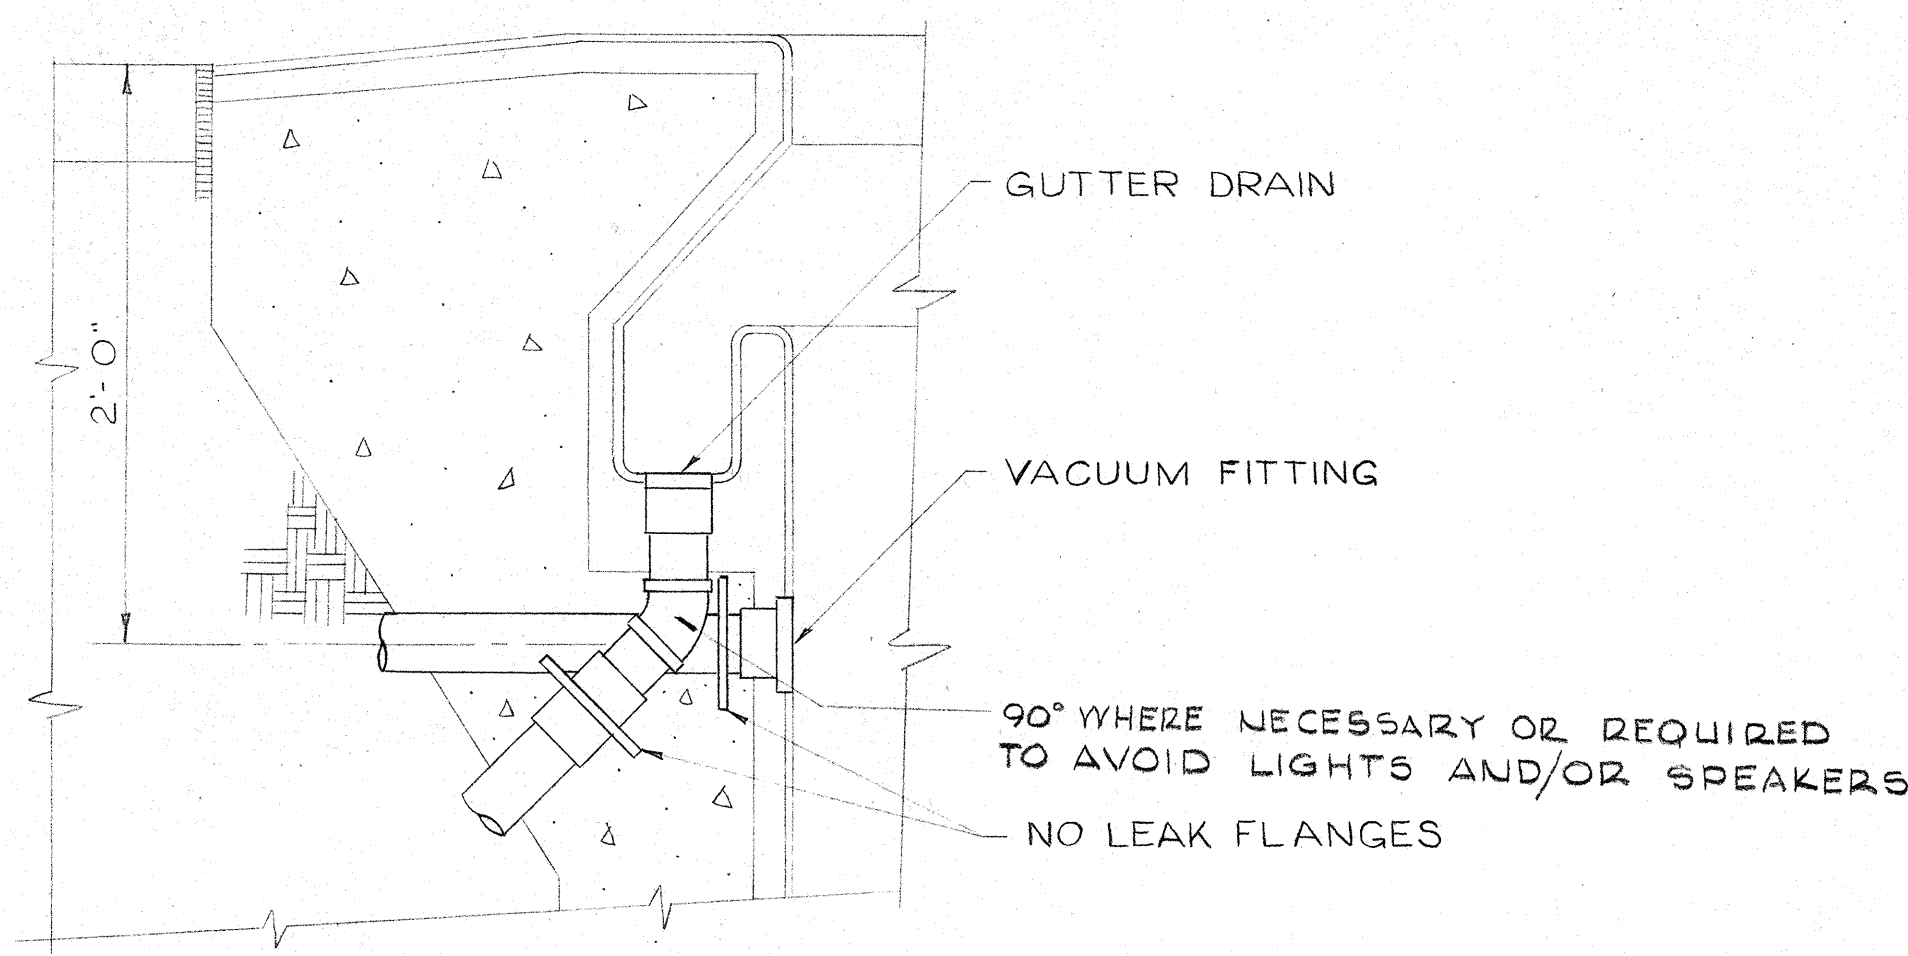 2'-0"
GUTTER DRAIN
VACUUM FITTING
90° WHERE NECESSARY OR REQUIRED
TO AVOID LIGHTS AND/OR SPEAKERS
NO LEAK FLANGES